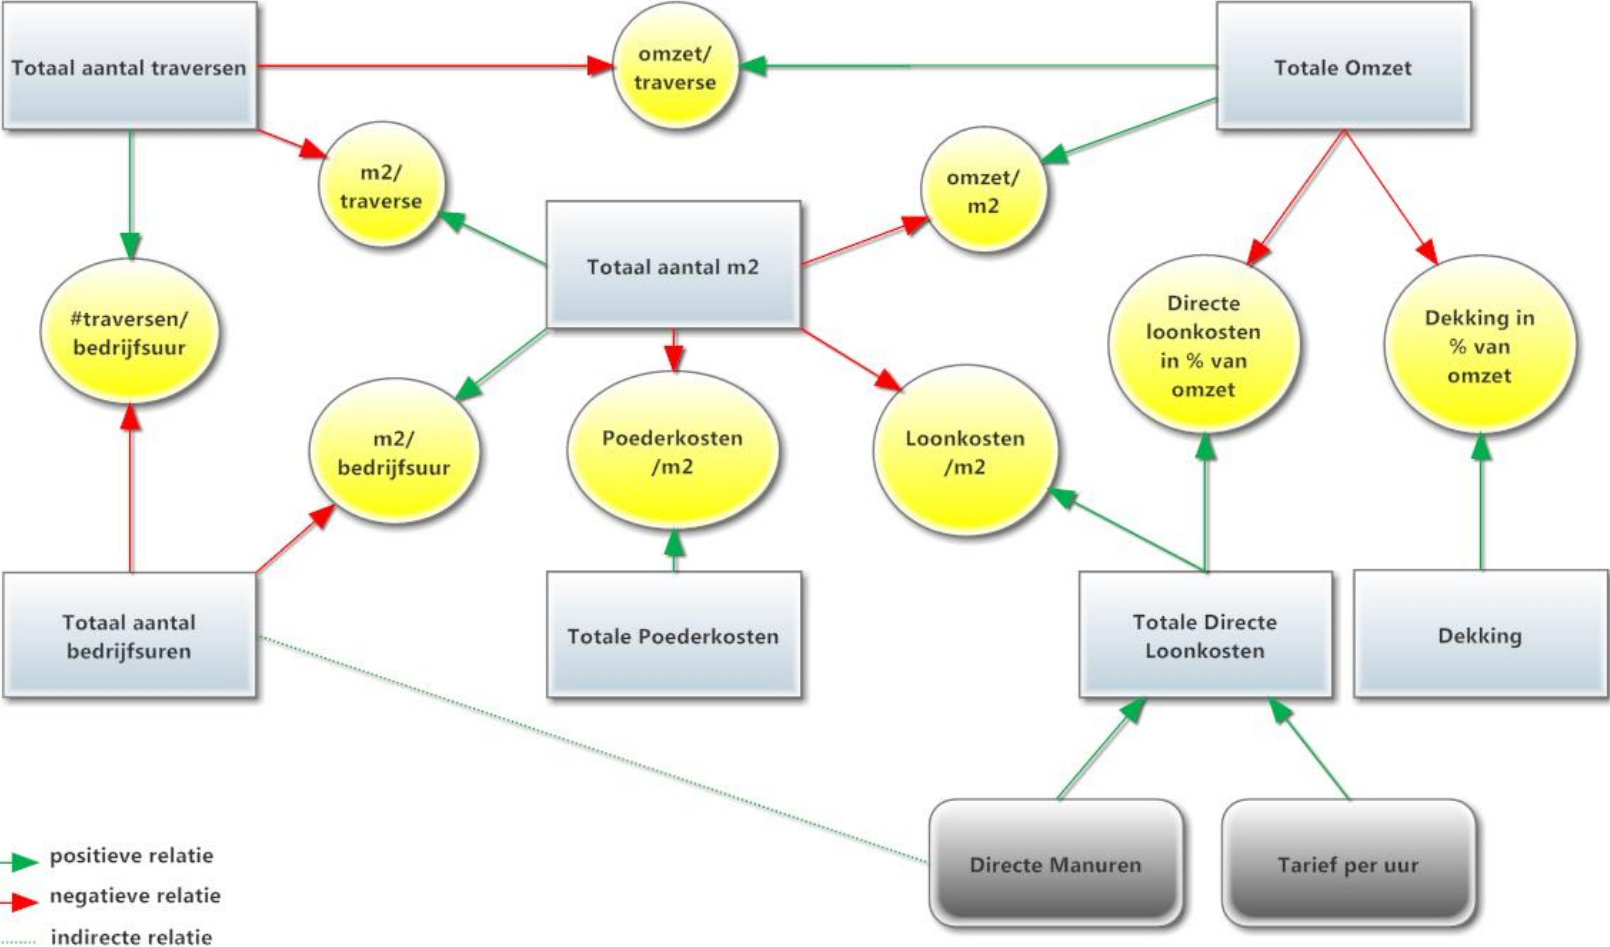 Totaal aantal traversen
omzet/
traverse
Totale Omzet
m2/
traverse
omzet/
m2
Totaal aantal m2
#traversen/
bedrijfsuur
Directe
loonkosten
in % van
omzet
Dekking in
% van
omzet
m2/
bedrijfsuur
Poederkosten
/m2
Loonkosten
/m2
Totaal aantal
bedrijfsuren
Totale Poederkosten
Totale Directe
Loonkosten
Dekking
Directe Manuren
Tarief per uur
positieve relatie
negatieve relatie
indirecte relatie